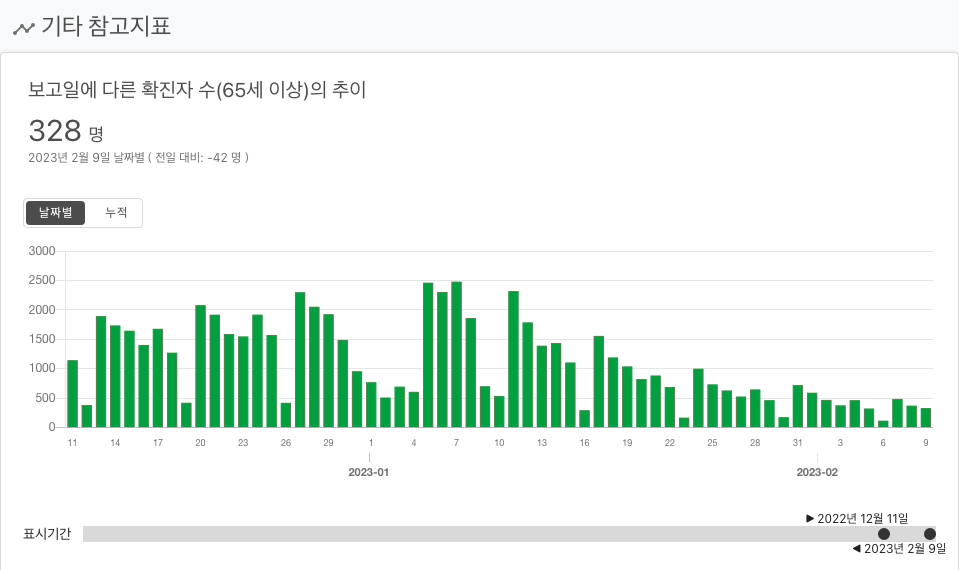 기타 참고지표
보고일에 다른 확진자 수(65세 이상)의 추이
328 명
2023년 2월 9일 날짜별 ( 전일 대비: -42 명 )
날짜별 누적
3000
2500
2000
1500
1000
500
0
11 14 17 20 23 26 29 1 4 7 10 13 16 19 22 25 28 31 3 6 9
2023-01 2023-02
▶ 2022년 12월 11일
표시기간
◀ 2023년 2월 9일